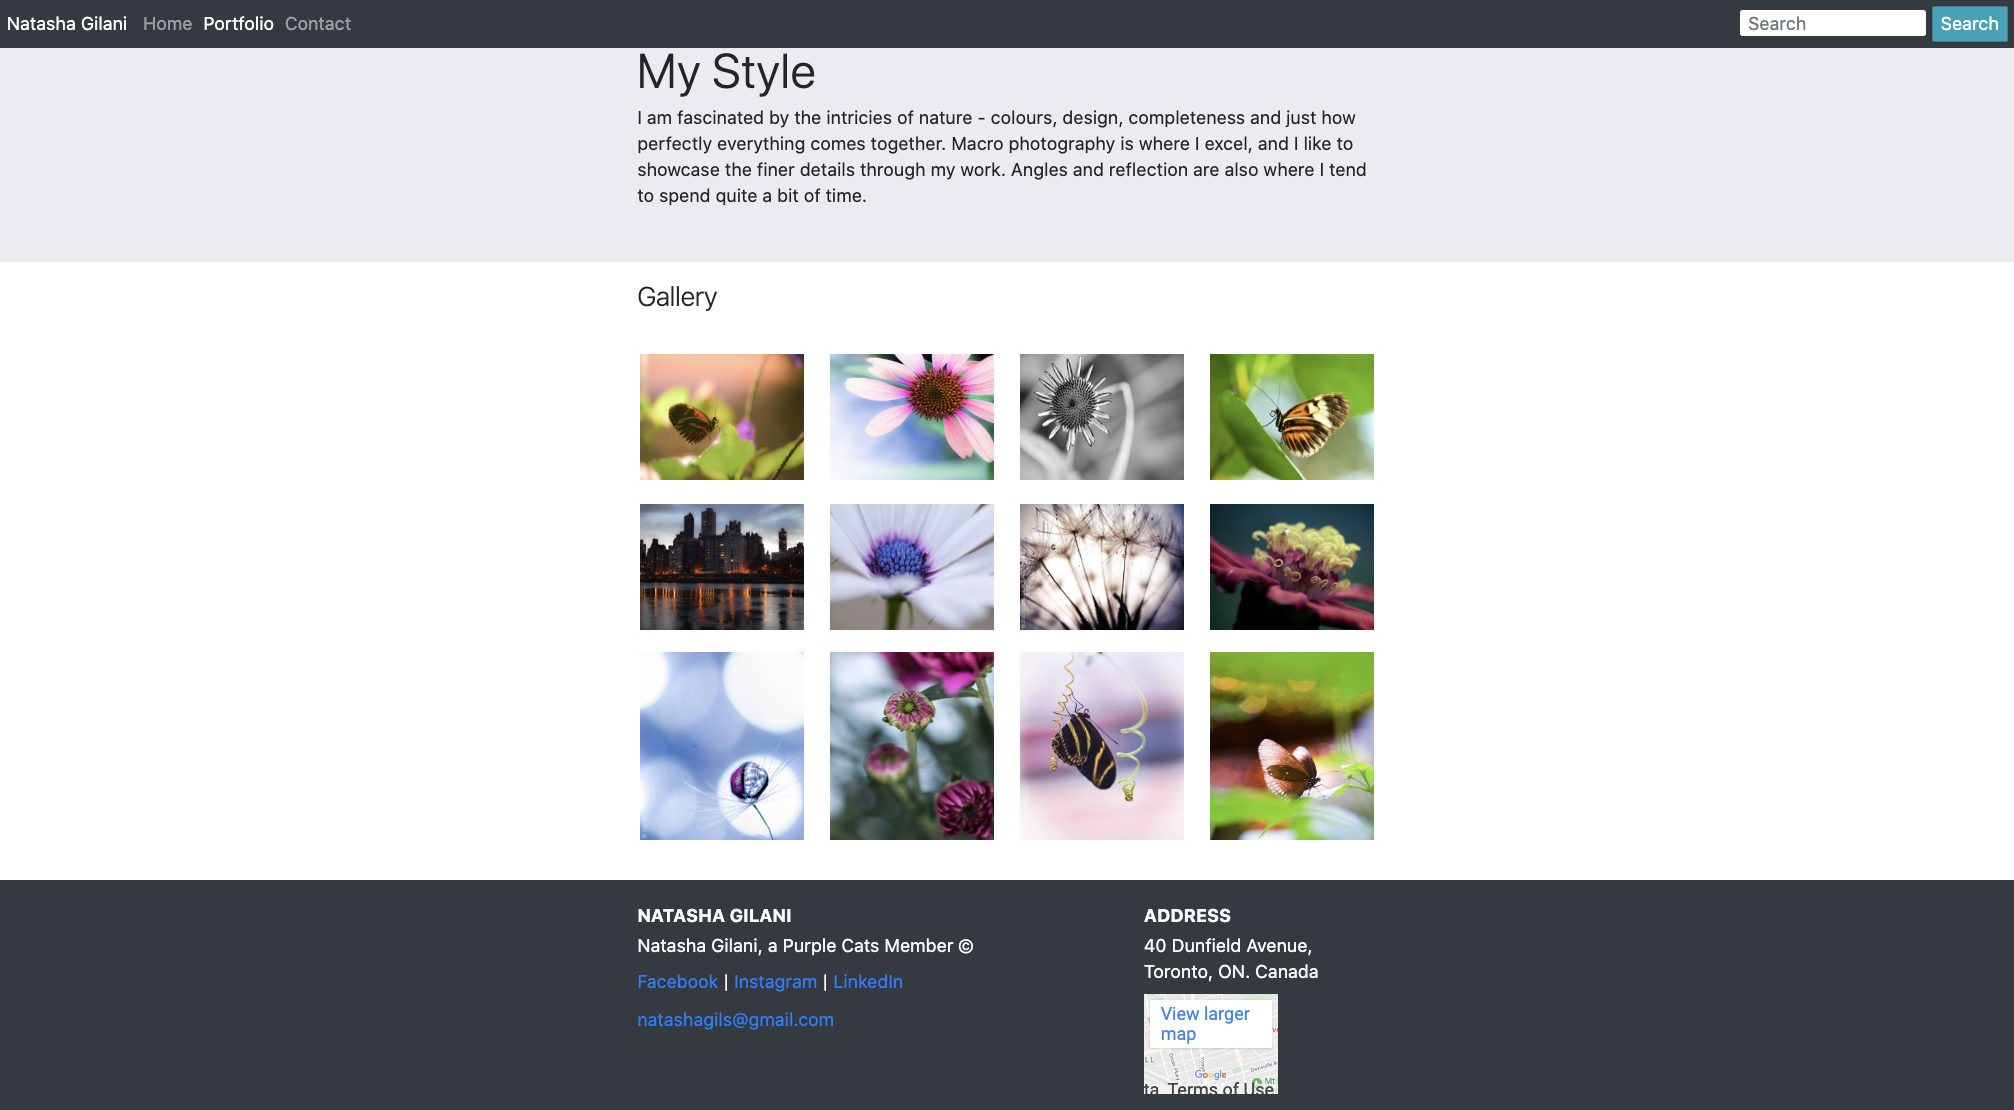 Natasha Gilani Home Portfolio Contact Search Search
My Style
I am fascinated by the intricies of nature - colours, design, completeness and just how
perfectly everything comes together. Macro photography is where I excel, and I like to
showcase the finer details through my work. Angles and reflection are also where I tend
to spend quite a bit of time.
Gallery
NATASHA GILANI
Natasha Gilani, a Purple Cats Member ©
Facebook | Instagram | LinkedIn
natashagils@gmail.com
ADDRESS
40 Dunfield Avenue,
Toronto, ON. Canada
View larger
map
Google
ta Terms of Use